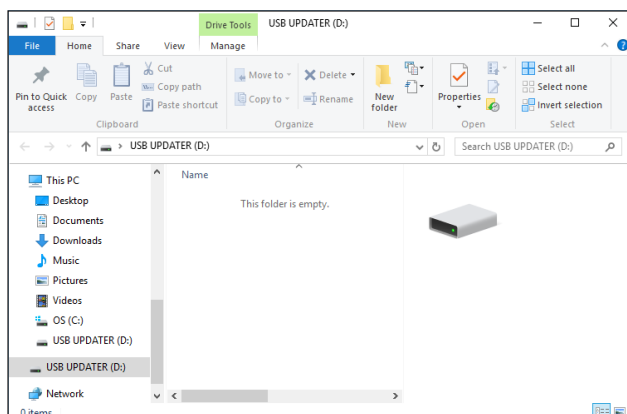 Drive Tools USB UPDATER (D:)
File Home Share View Manage
Pin to Quick access
Copy
Paste
Cut
Copy path
Paste shortcut
Clipboard
Move to
Copy to
Delete
Rename
Organize
New folder
New
Properties
Open
Select all
Select none
Invert selection
Select
USB UPDATER (D:)
Search USB UPDATER (D:)
This PC
Desktop
Documents
Downloads
Music
Pictures
Videos
OS (C:)
USB UPDATER (D:)
USB UPDATER (D:)
Network
Name
This folder is empty.
0 items